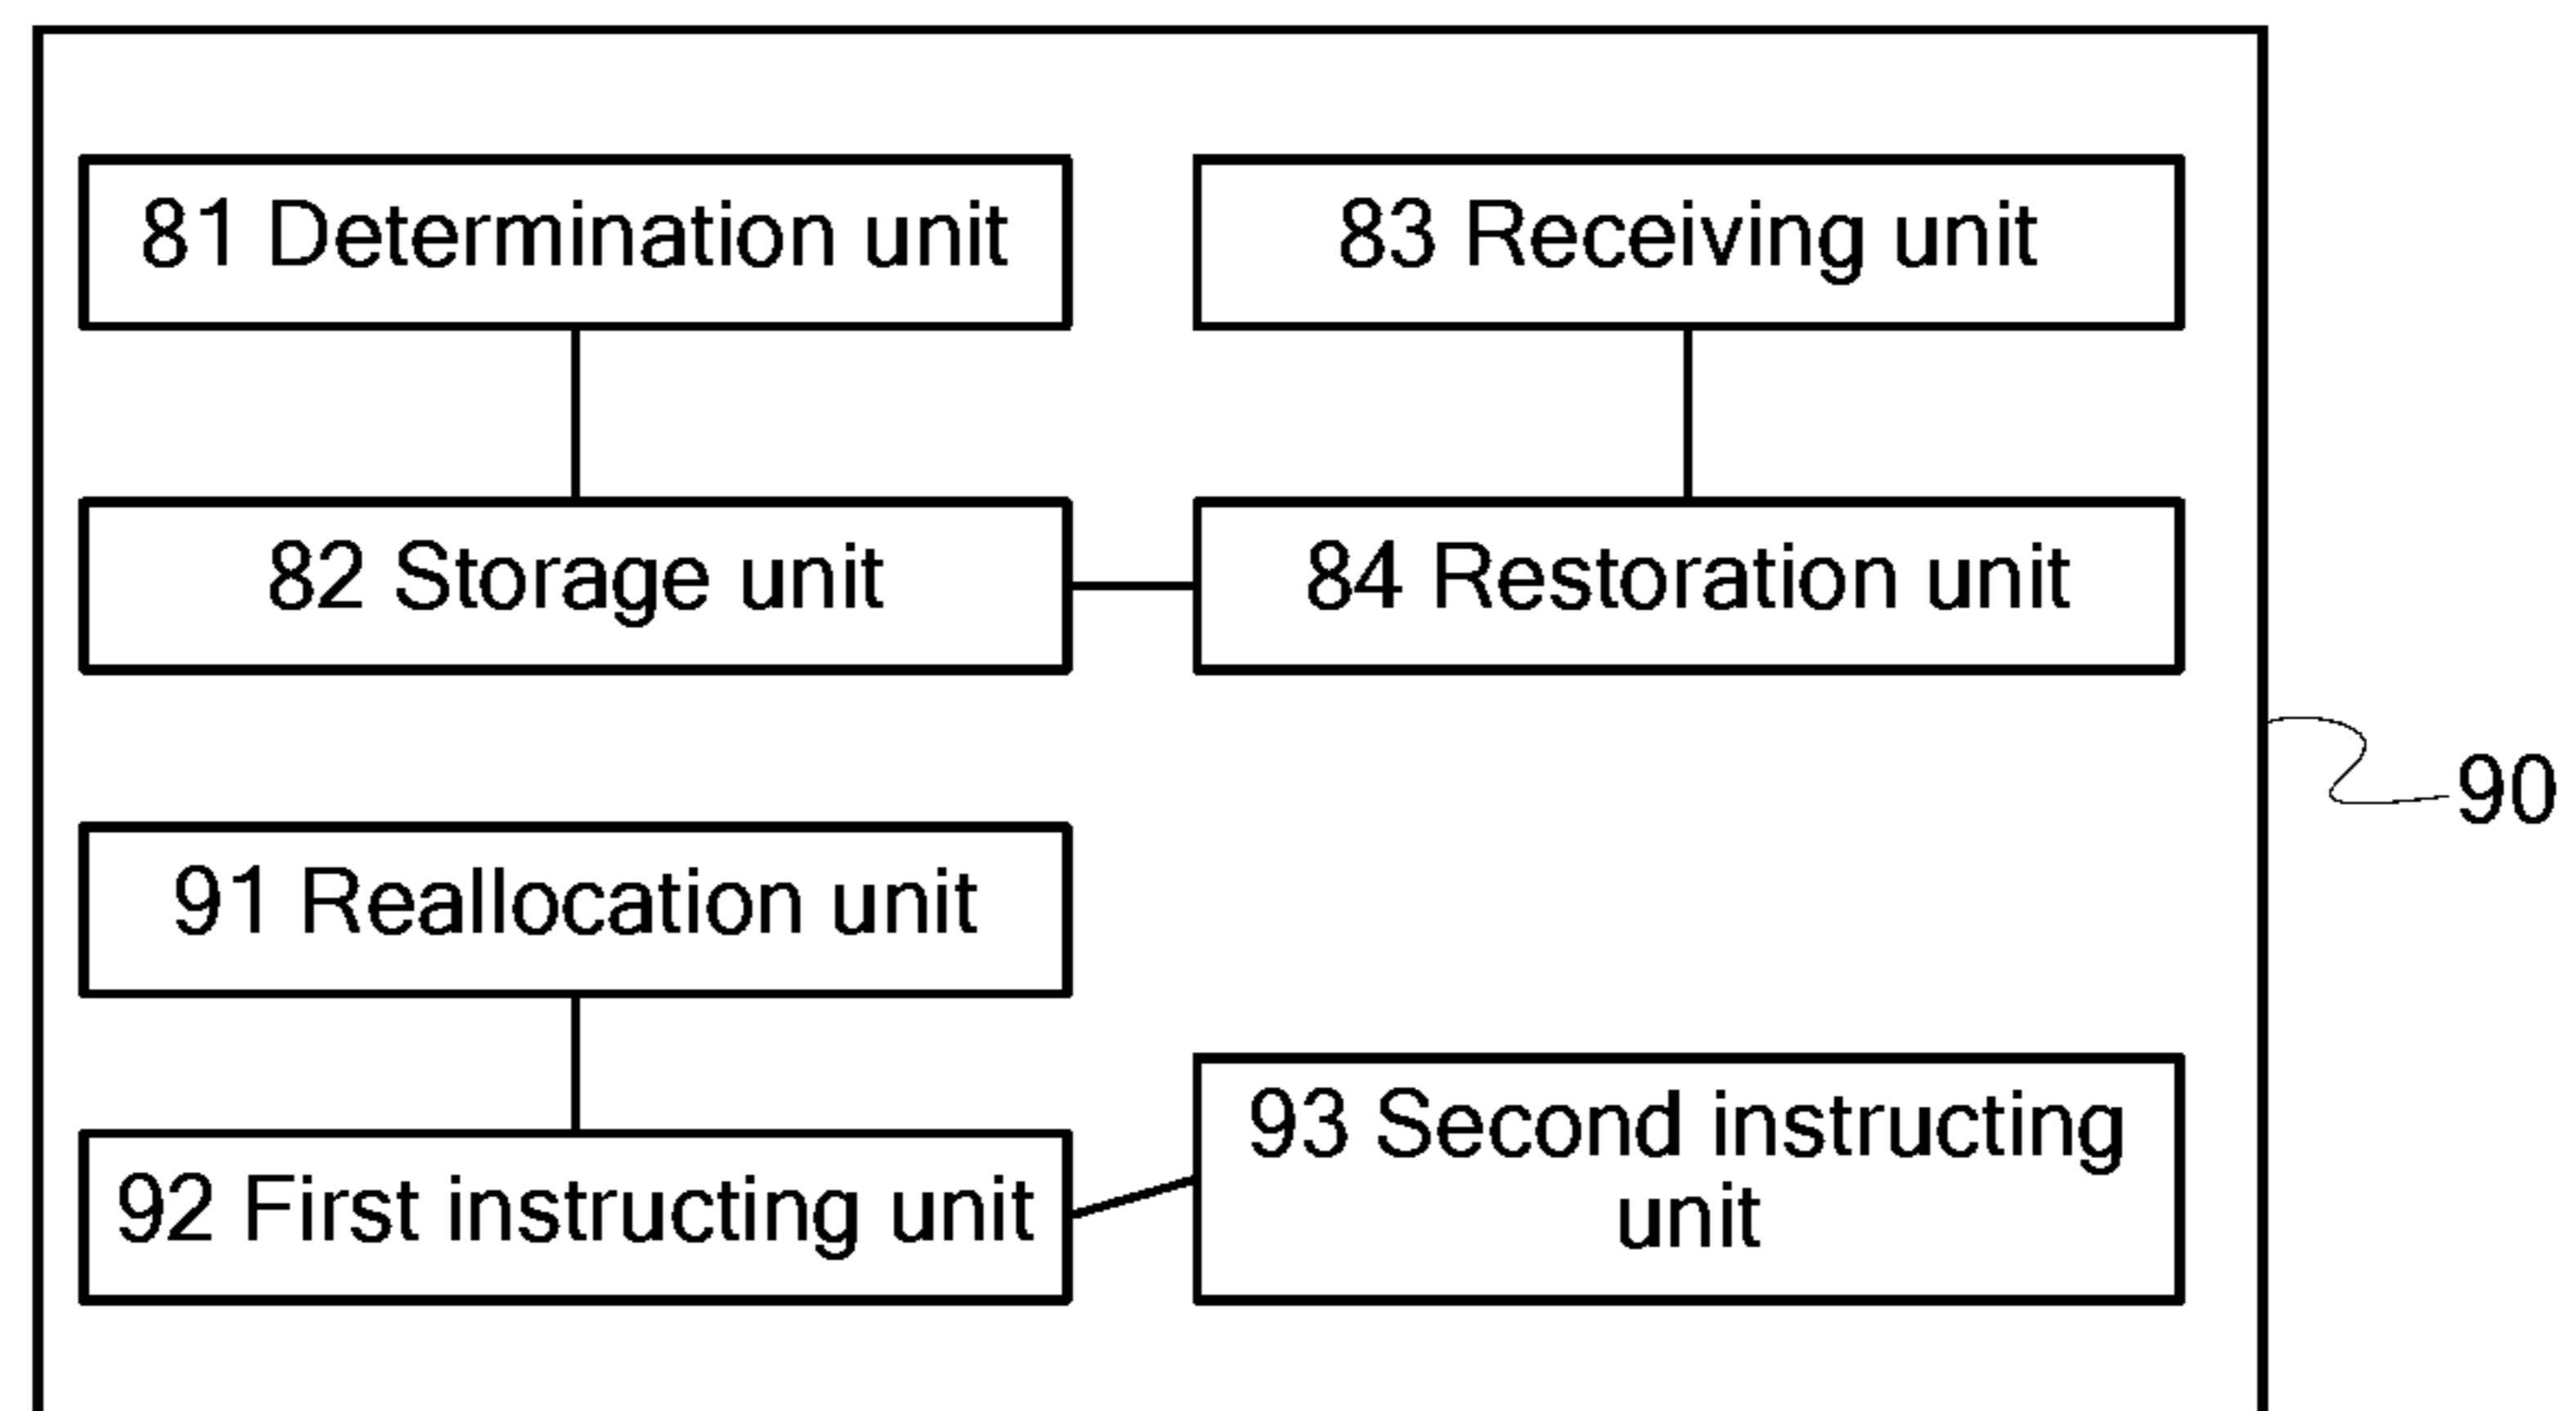 81 Determination unit
83 Receiving unit
82 Storage unit
84 Restoration unit
90
91 Reallocation unit
93 Second instructing
unit
92 First instructing unit